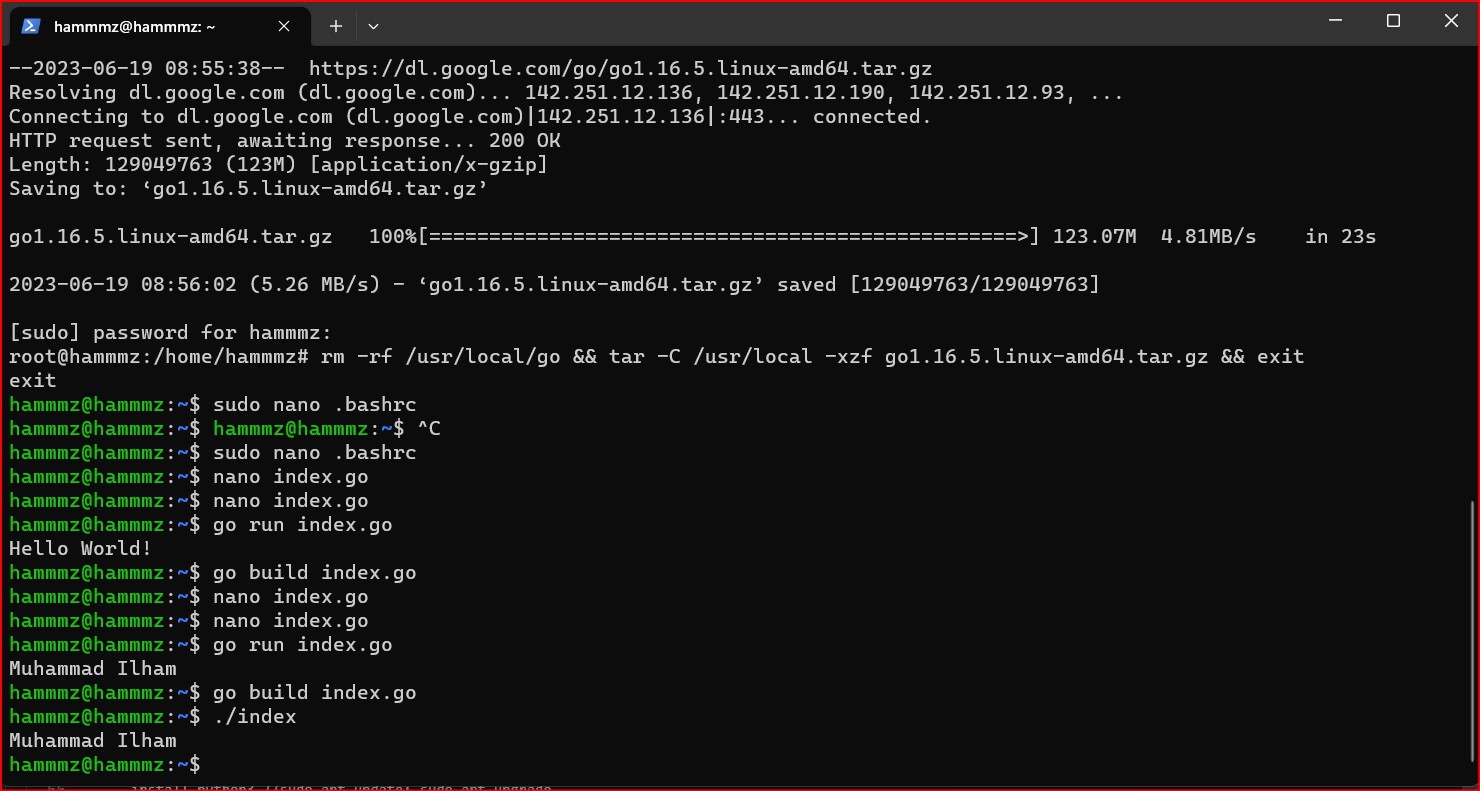 hammmz@hammmz: ~
--2023-06-19 08:55:38--  https://dl.google.com/go/go1.16.5.linux-amd64.tar.gz
Resolving dl.google.com (dl.google.com)... 142.251.12.136, 142.251.12.190, 142.251.12.93, ...
Connecting to dl.google.com (dl.google.com)|142.251.12.136|:443... connected.
HTTP request sent, awaiting response... 200 OK
Length: 129049763 (123M) [application/x-gzip]
Saving to: ‘go1.16.5.linux-amd64.tar.gz’
go1.16.5.linux-amd64.tar.gz   100%[=================================================>] 123.07M  4.81MB/s    in 23s
2023-06-19 08:56:02 (5.26 MB/s) - ‘go1.16.5.linux-amd64.tar.gz’ saved [129049763/129049763]
[sudo] password for hammmz:
root@hammmz:/home/hammz# rm -rf /usr/local/go && tar -C /usr/local -xzf go1.16.5.linux-amd64.tar.gz && exit
exit
hammmz@hammmz:~$ sudo nano .bashrc
hammmz@hammmz:~$ hammmz@hammmz:~$ ^C
hammmz@hammmz:~$ sudo nano .bashrc
hammmz@hammmz:~$ nano index.go
hammmz@hammmz:~$ nano index.go
hammmz@hammmz:~$ go run index.go
Hello World!
hammmz@hammmz:~$ go build index.go
hammmz@hammmz:~$ nano index.go
hammmz@hammmz:~$ nano index.go
hammmz@hammmz:~$ go run index.go
Muhammad Ilham
hammmz@hammmz:~$ go build index.go
hammmz@hammmz:~$ ./index
Muhammad Ilham
hammmz@hammmz:~$